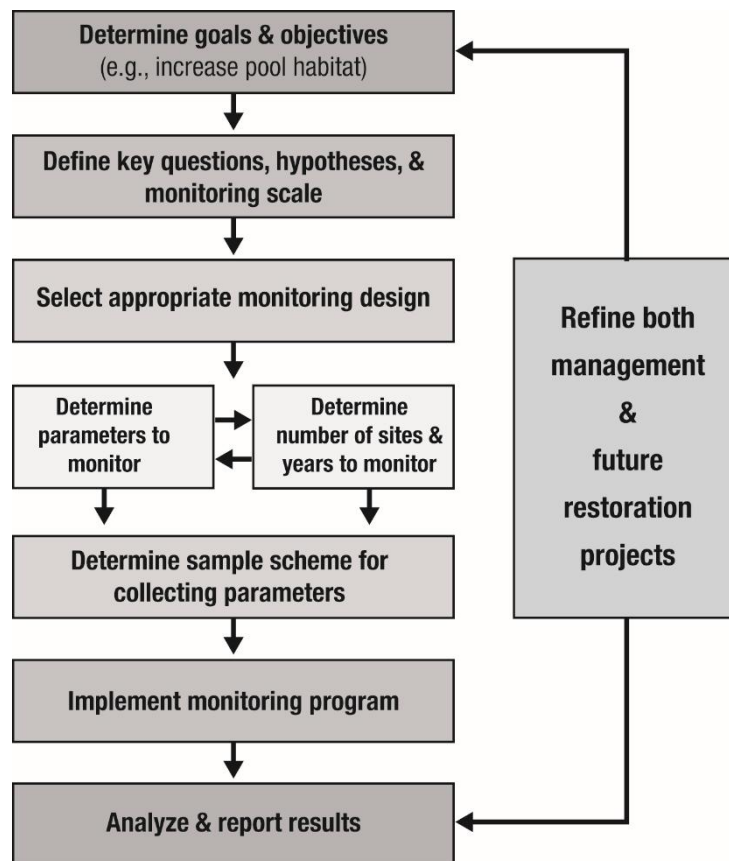 Determine goals & objectives
(e.g., increase pool habitat)
Define key questions, hypotheses, &
monitoring scale
Select appropriate monitoring design
Determine
parameters to
monitor
Determine
number of sites &
years to monitor
Determine sample scheme for
collecting parameters
Implement monitoring program
Analyze & report results
Refine both
management
&
future
restoration
projects